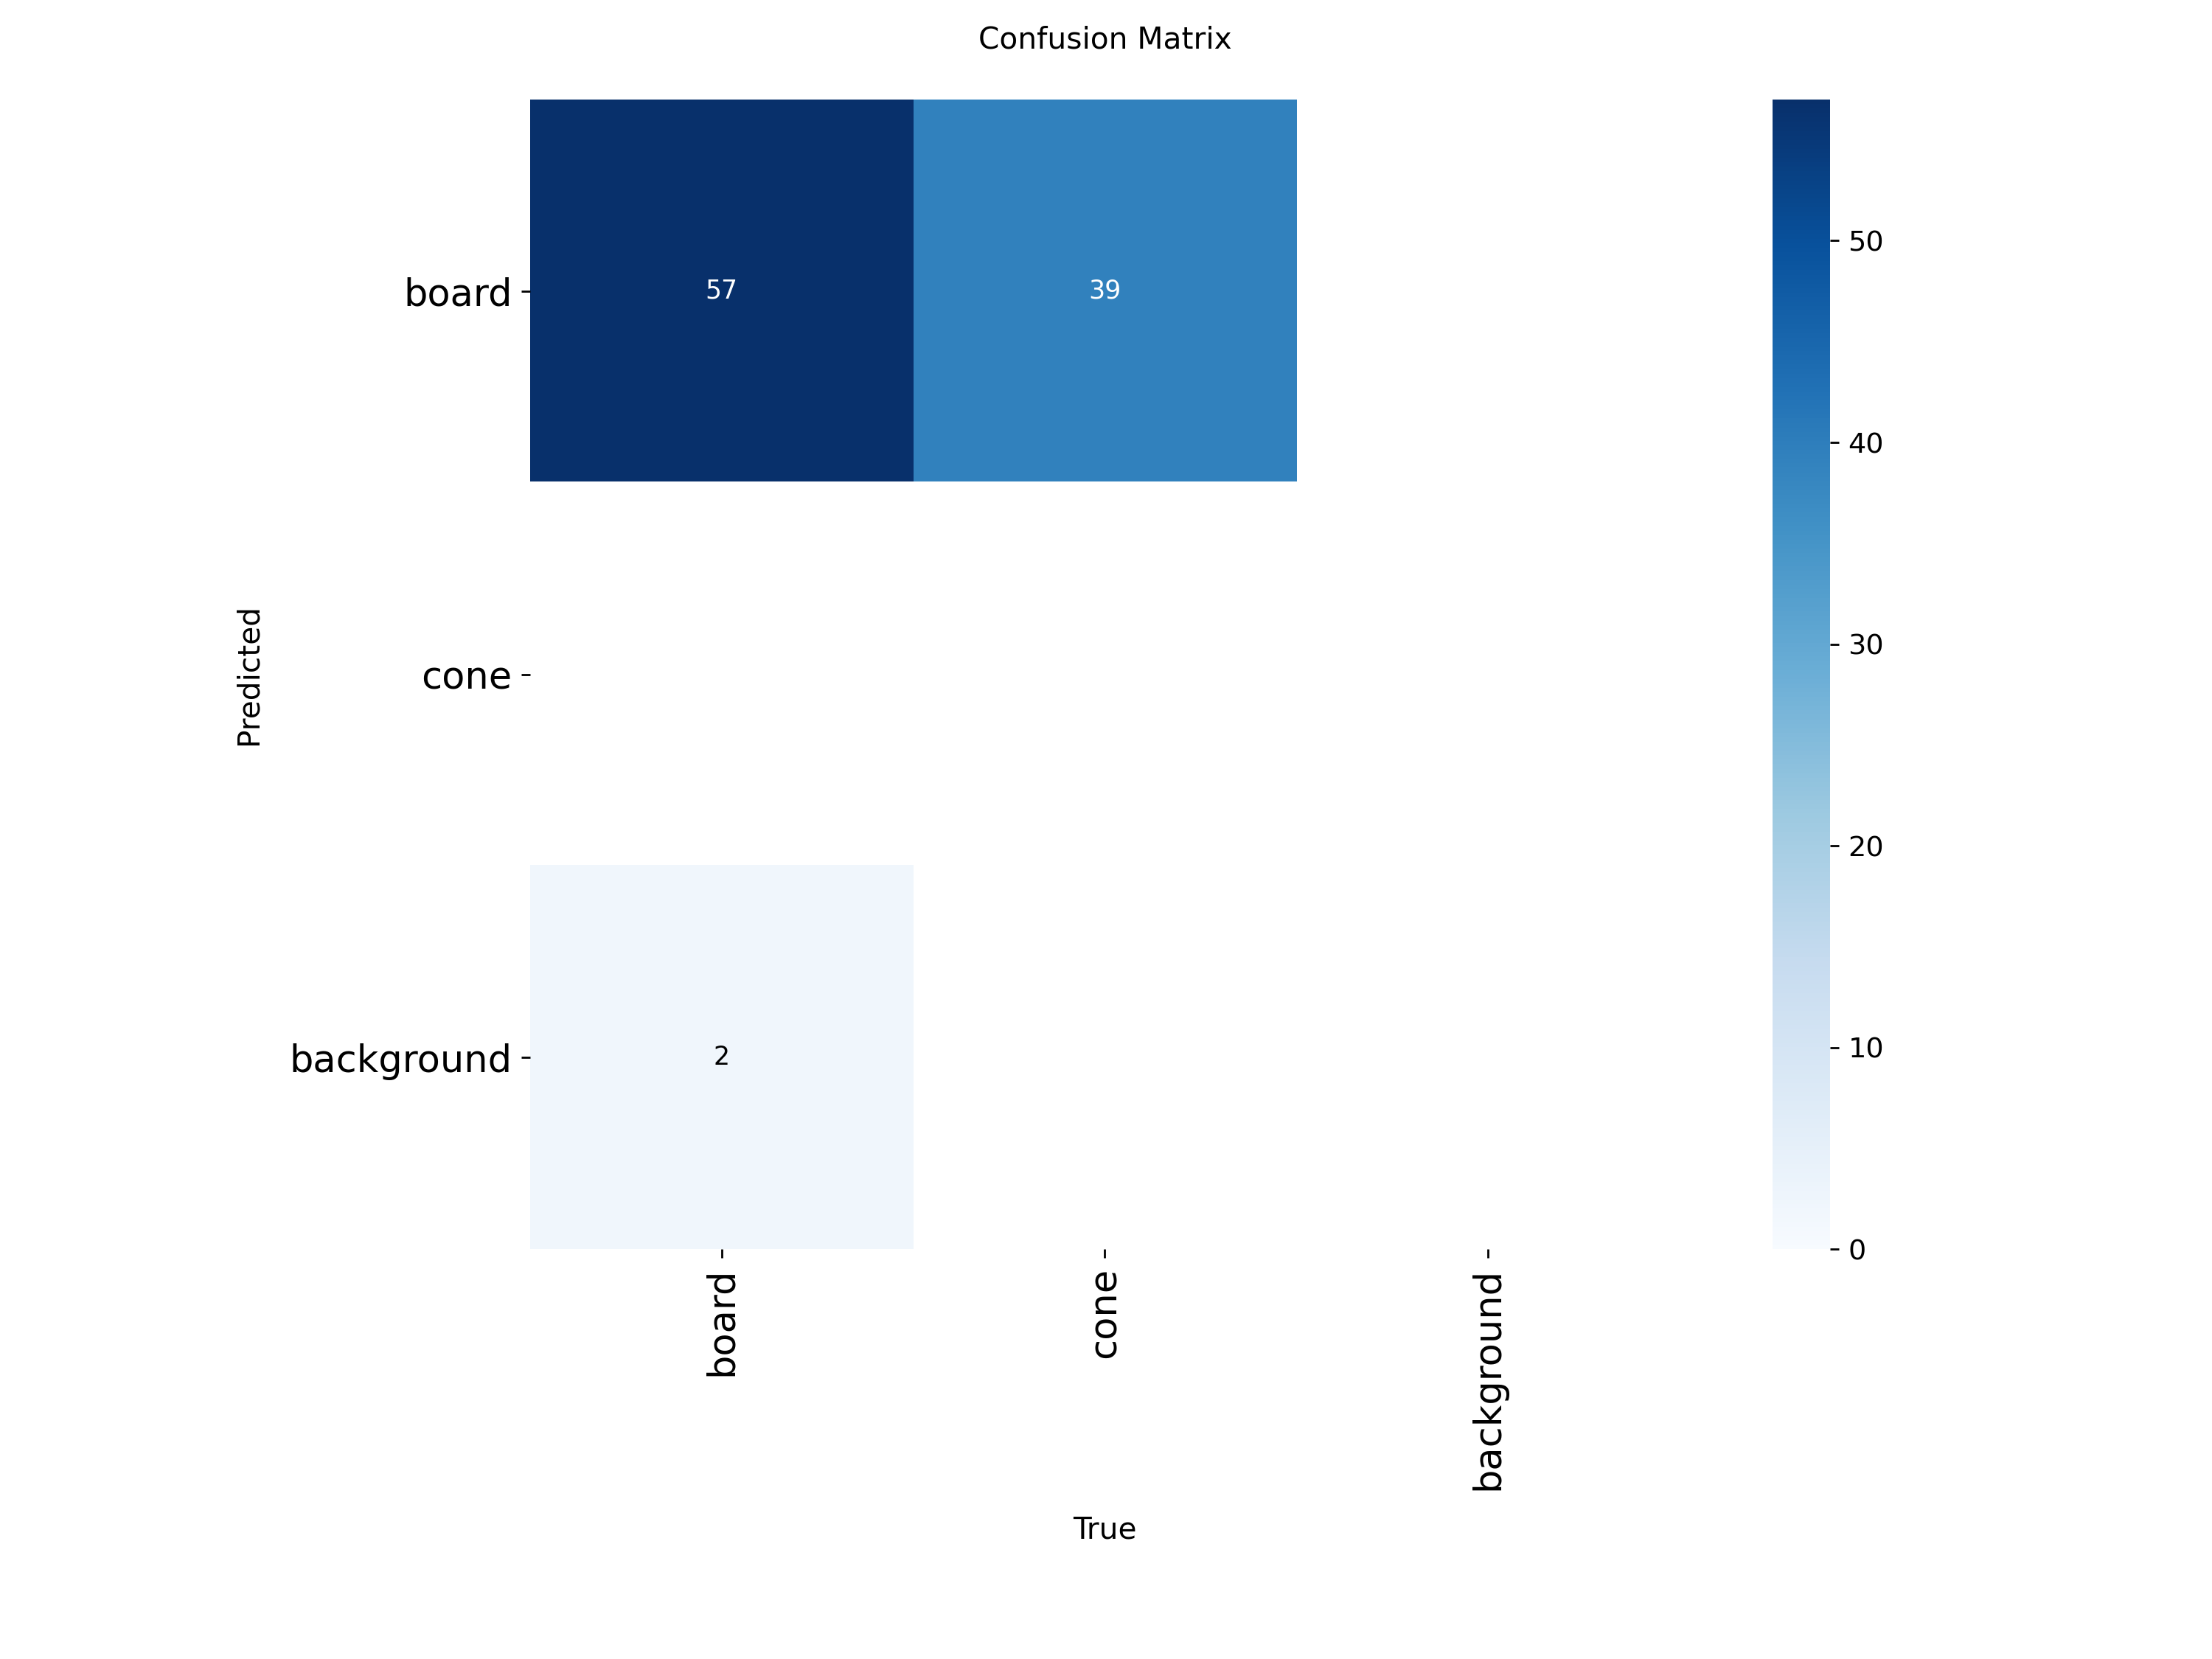 Confusion Matrix
board
57
39
cone
background
2
Predicted
50
40
30
20
10
0
board
cone
background
True